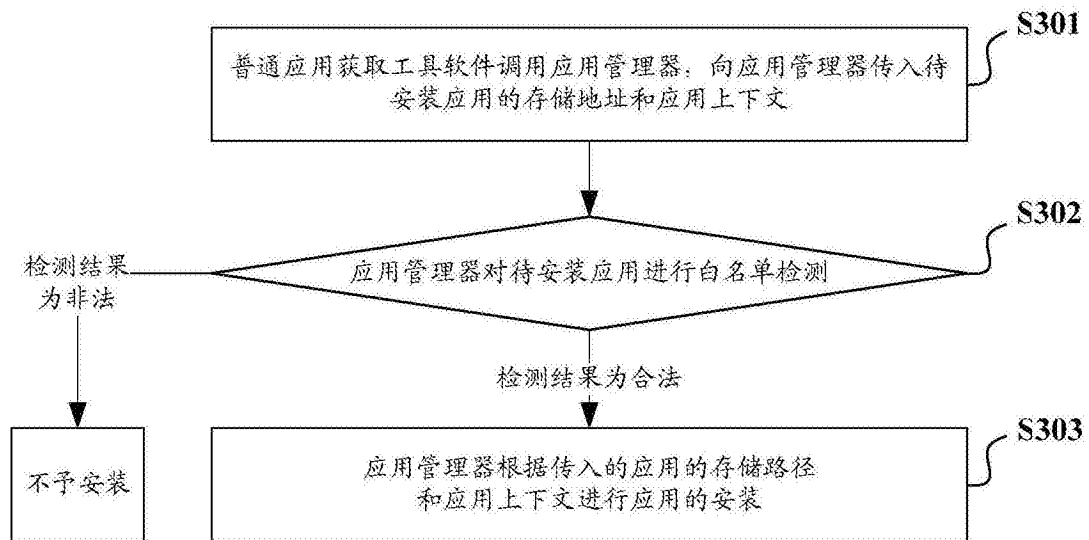 S301
普通应用获取工具软件调用应用管理器，向应用管理器传入待
安装应用的存储地址和应用上下文
S302
应用管理器对待安装应用进行白名单检测
检测结果
为非法
检测结果为合法
S303
不予安装
应用管理器根据传入的应用的存储路径
和应用上下文进行应用的安装